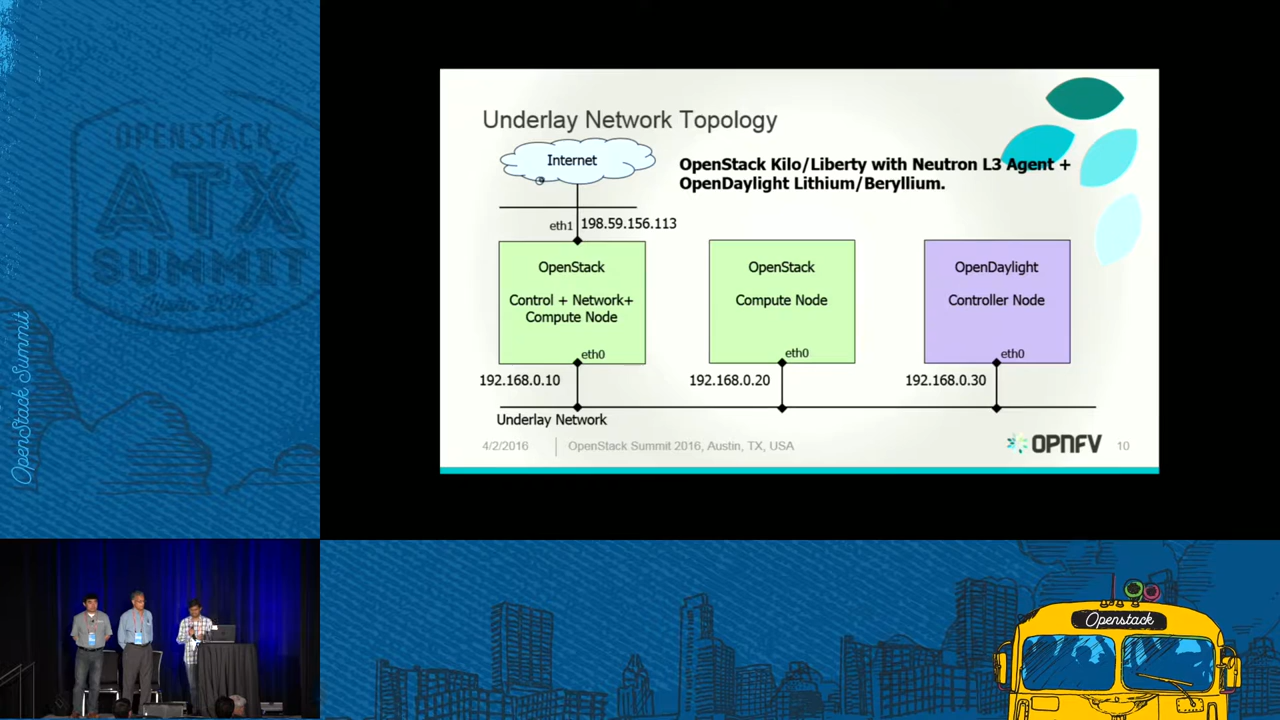 OPENSTACK
ATX
SUMMIT
Austin 2016
OpenStack Summit
Underlay Network Topology
Internet
OpenStack Kilo/Liberty with Neutron L3 Agent +
OpenDaylight Lithium/Beryllium.
eth1
198.59.156.113
OpenStack
Control + Network+
Compute Node
eth0
192.168.0.10
OpenStack
Compute Node
eth0
192.168.0.20
OpenDaylight
Controller Node
eth0
192.168.0.30
Underlay Network
4/2/2016
OpenStack Summit 2016, Austin, TX, USA
OPNFV
10
Openstack